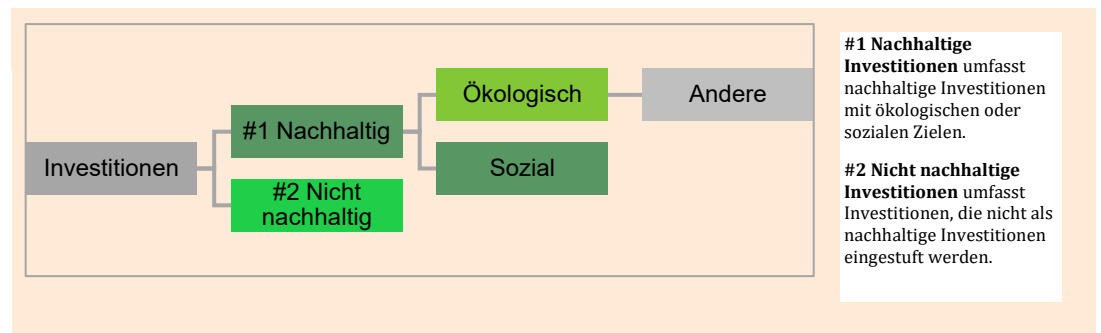 Investitionen
#1 Nachhaltig
#2 Nicht
nachhaltig
Ökologisch
Sozial
Andere
#1 Nachhaltige
Investitionen umfasst
nachhaltige Investitionen
mit ökologischen oder
sozialen Zielen.
#2 Nicht nachhaltige
Investitionen umfasst
Investitionen, die nicht als
nachhaltige Investitionen
eingestuft werden.